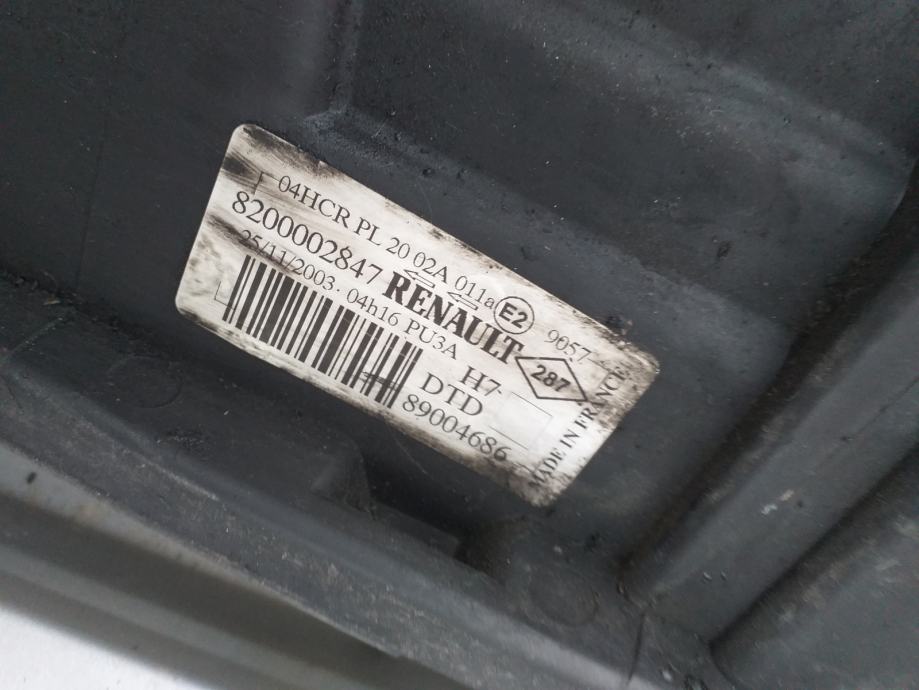 04HCR PL 20 02A 011a E2 9057
8200002847 RENAULT 287
25/11/2003 04h16 PU3A H7
DTD
89004686
MADE IN FRANCE